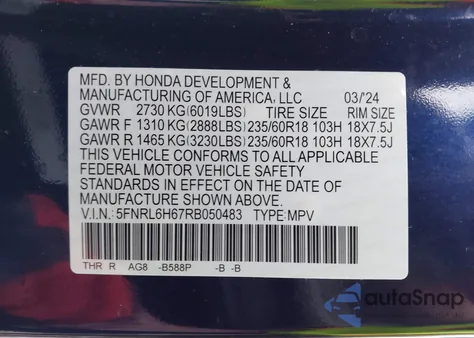 MFD. BY HONDA DEVELOPMENT &
MANUFACTURING OF AMERICA, LLC 03/'24
GVWR 2730 KG(6019LBS) TIRE SIZE RIM SIZE
GAWR F 1310 KG(2888LBS) 235/60R18 103H 18X7.5J
GAWR R 1465 KG(3230LBS) 235/60R18 103H 18X7.5J
THIS VEHICLE CONFORMS TO ALL APPLICABLE
FEDERAL MOTOR VEHICLE SAFETY
STANDARDS IN EFFECT ON THE DATE OF
MANUFACTURE SHOWN ABOVE.
V.I.N: 5FNRL6H67RB050483 TYPE:MPV
THR R AG8 -B588P -B -B
autoSnap